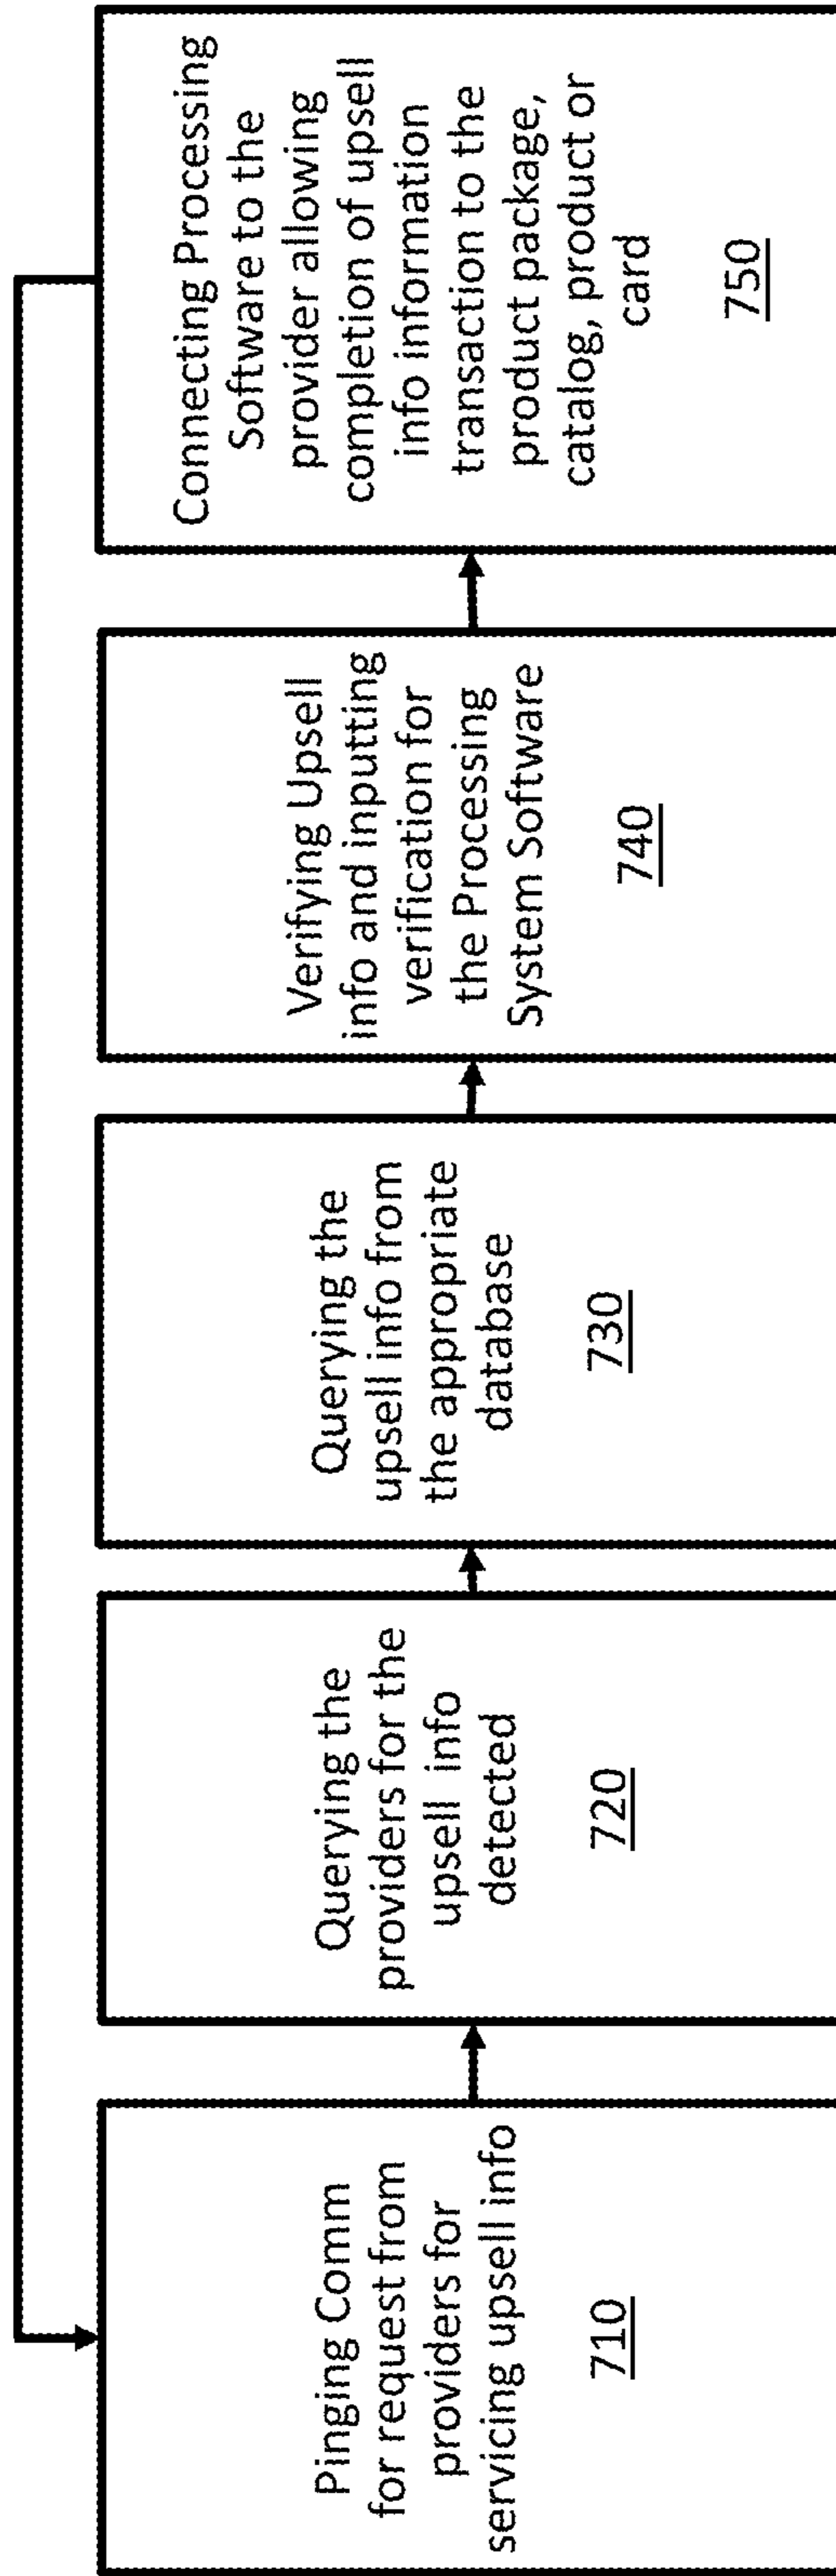 Pinging Comm
for request from
providers for
servicing upsell info
710
Querying the
providers for the
upsell info
detected
720
Querying the
upsell info from
the appropriate
database
730
Verifying Upsell
info and inputting
verification for
the Processing
System Software
740
Connecting Processing
Software to the
provider allowing
completion of upsell
info information
transaction to the
product package,
catalog, product or
card
750